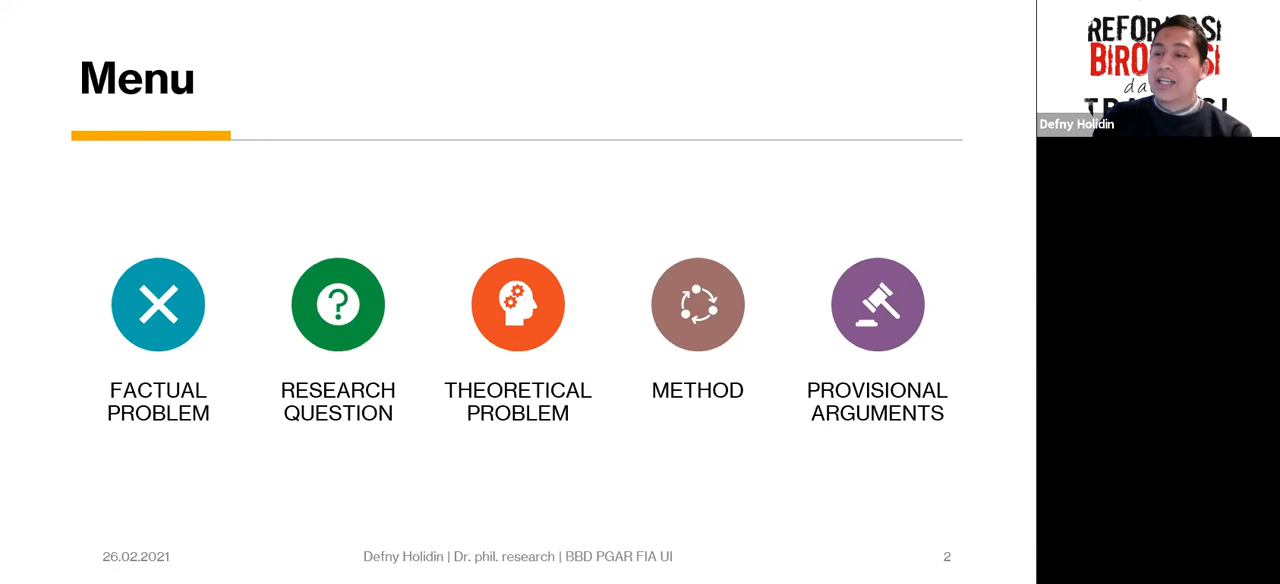 Menu
FACTUAL
PROBLEM
RESEARCH
QUESTION
THEORETICAL
PROBLEM
METHOD
PROVISIONAL
ARGUMENTS
26.02.2021
Defny Holidin | Dr. phil. research | BBD PGAR FIA UI
2
Defny Holidin